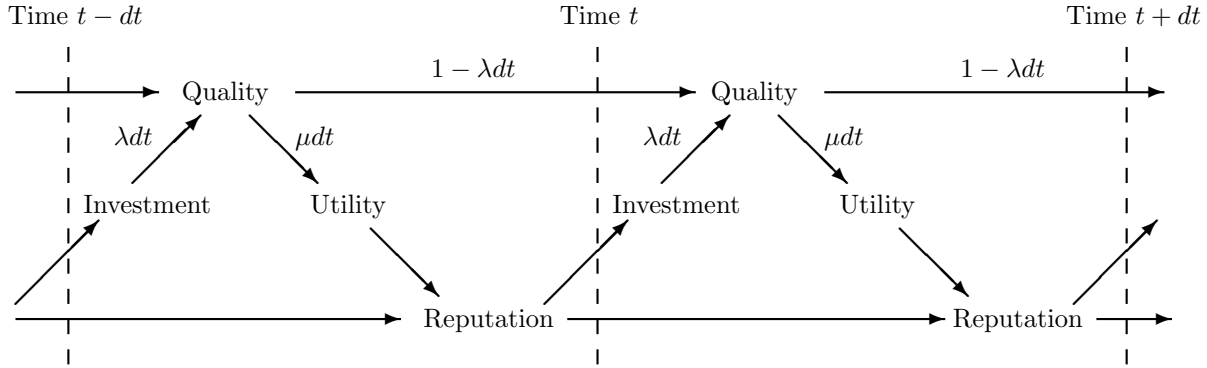 Time t − dt Time t Time t + dt
1 − λdt 1 − λdt
Quality Quality
λdt μdt λdt μdt
Investment Utility Investment Utility
Reputation Reputation